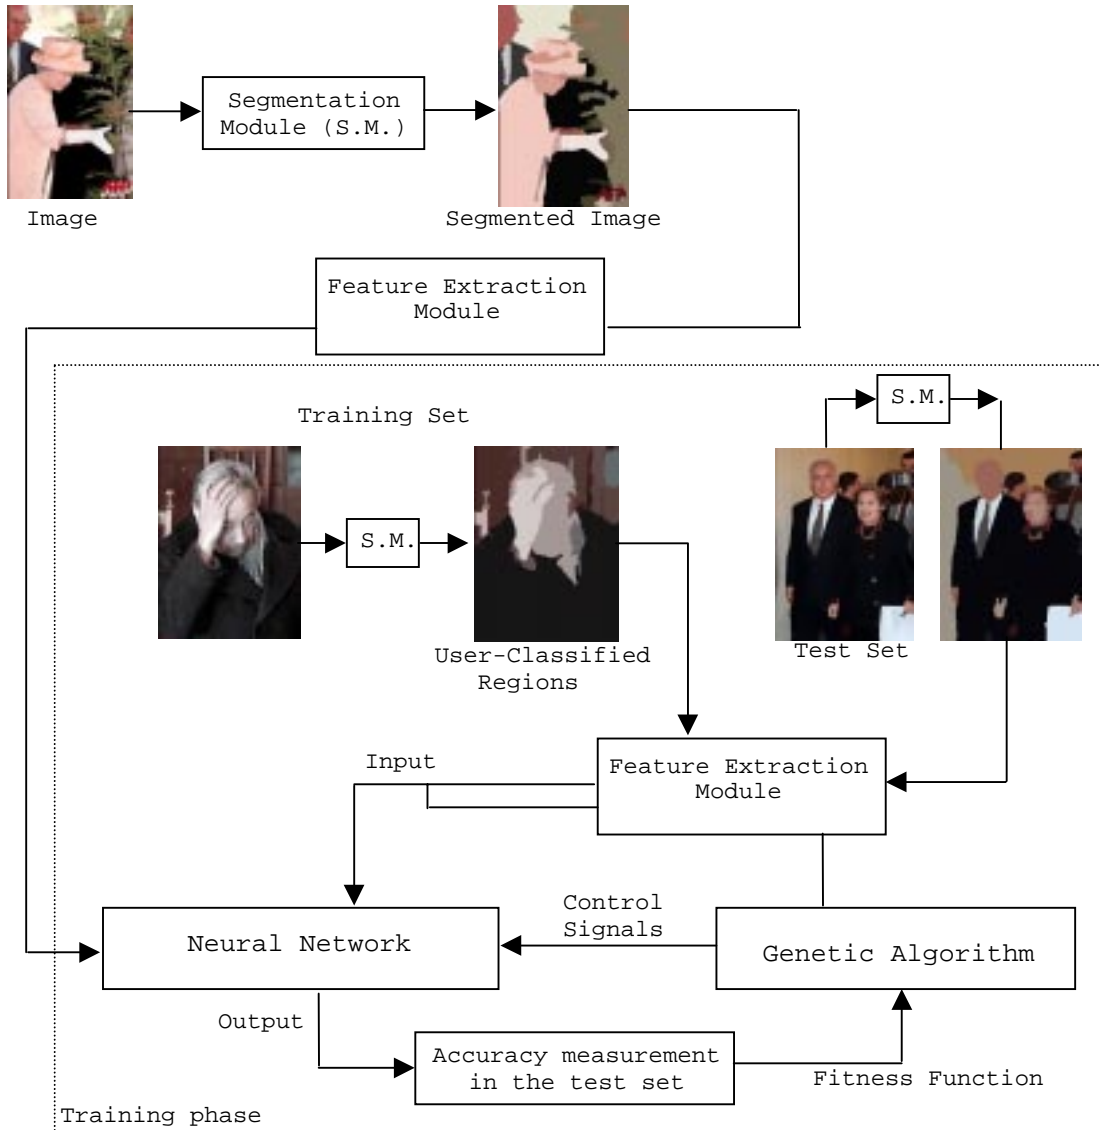 Segmentation
Module (S.M.)
Image
Segmented Image
Feature Extraction
Module
Training Set
S.M.
S.M.
User-Classified
Regions
Test Set
Input
Feature Extraction
Module
Control
Signals
Neural Network
Genetic Algorithm
Output
Accuracy measurement
in the test set
Fitness Function
Training phase